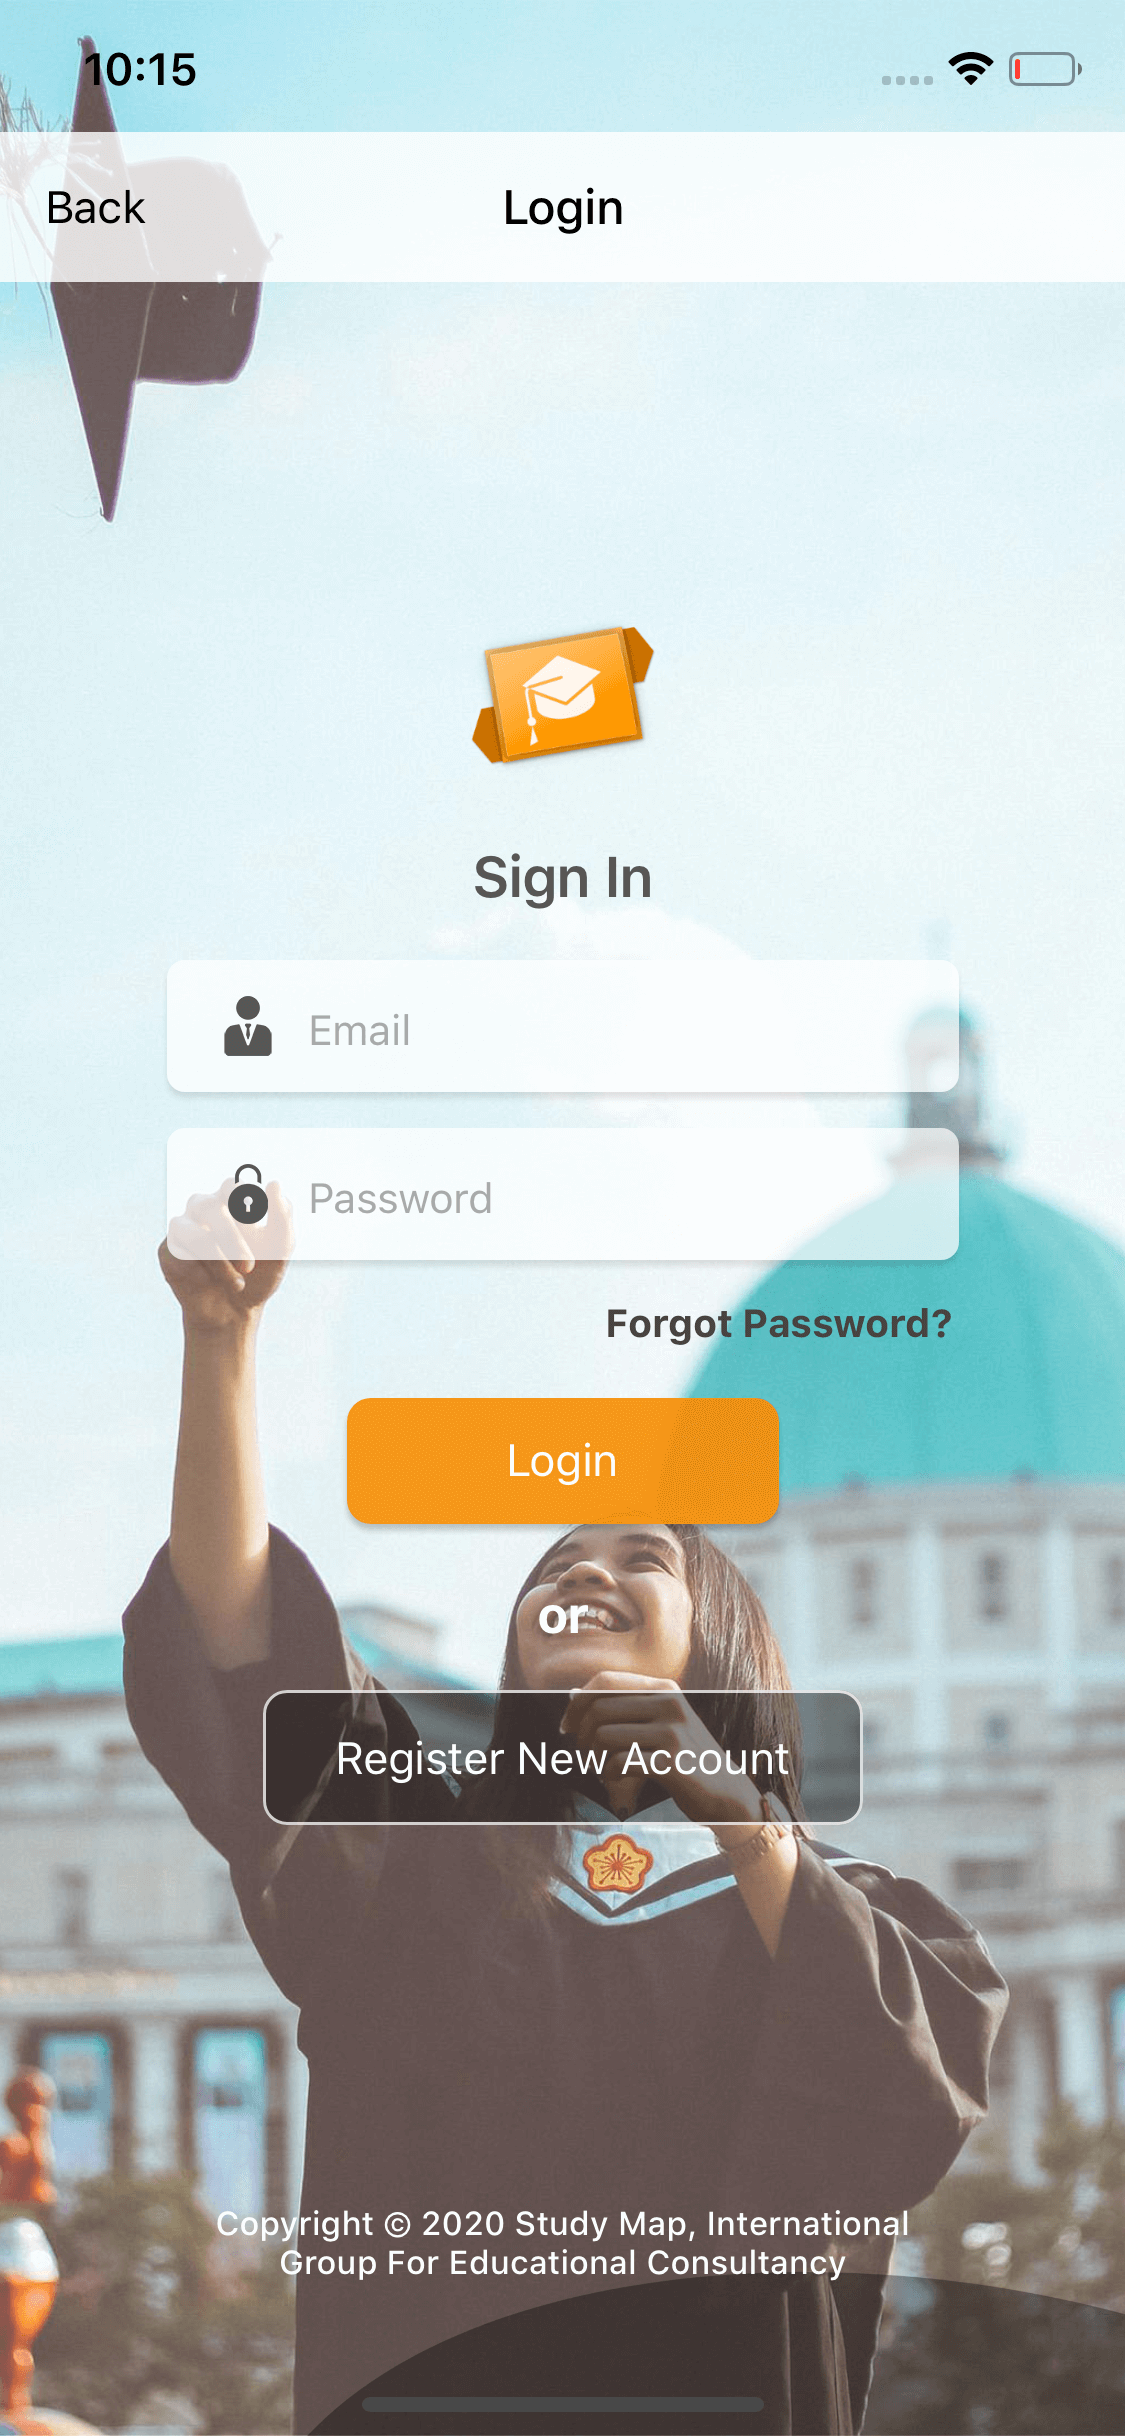 10:15
Back
Login
Sign In
Email
Password
Forgot Password?
Login
or
Register New Account
Copyright © 2020 Study Map, International
Group For Educational Consultancy